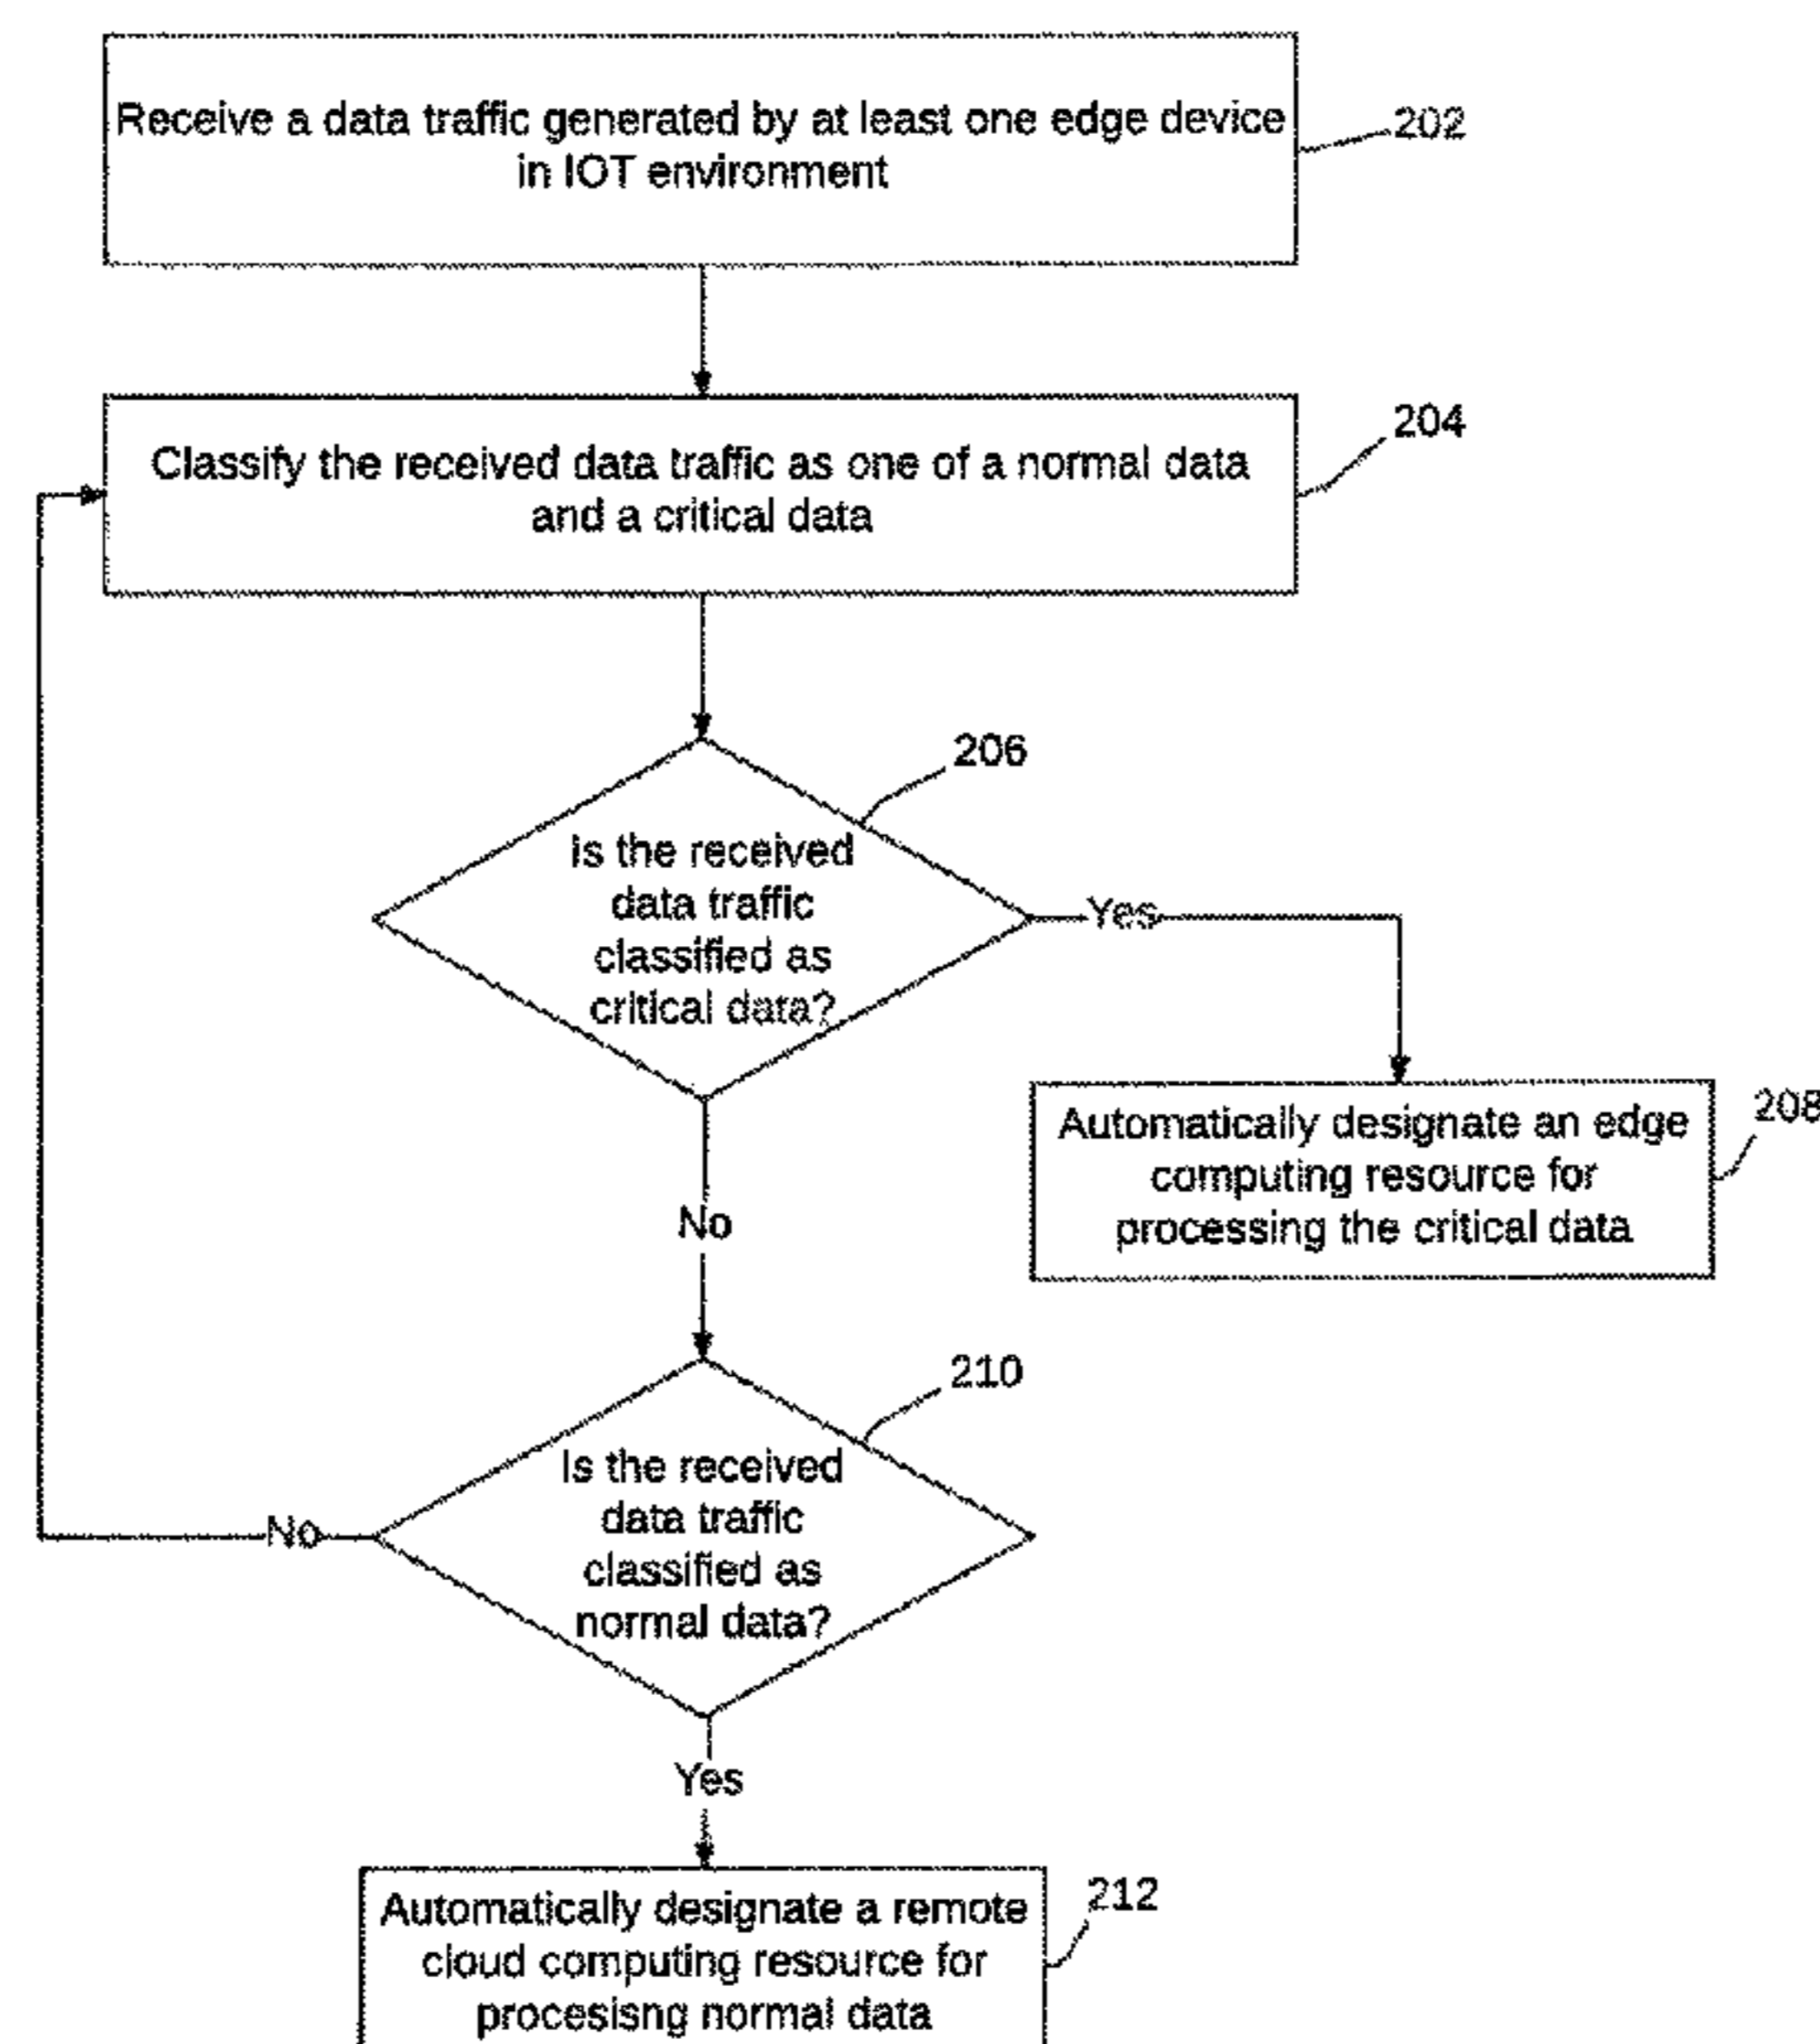 Receive a data traffic generated by at least one edge device
in IOT environment
202
Classify the received data traffic as one of a normal data
and a critical data
204
206
Is the received
data traffic
classified as
critical data?
Yes
Automatically designate an edge
computing resource for
processing the critical data
208
No
210
Is the received
data traffic
classified as
normal data?
No
Yes
Automatically designate a remote
cloud computing resource for
procesisng normal data
212